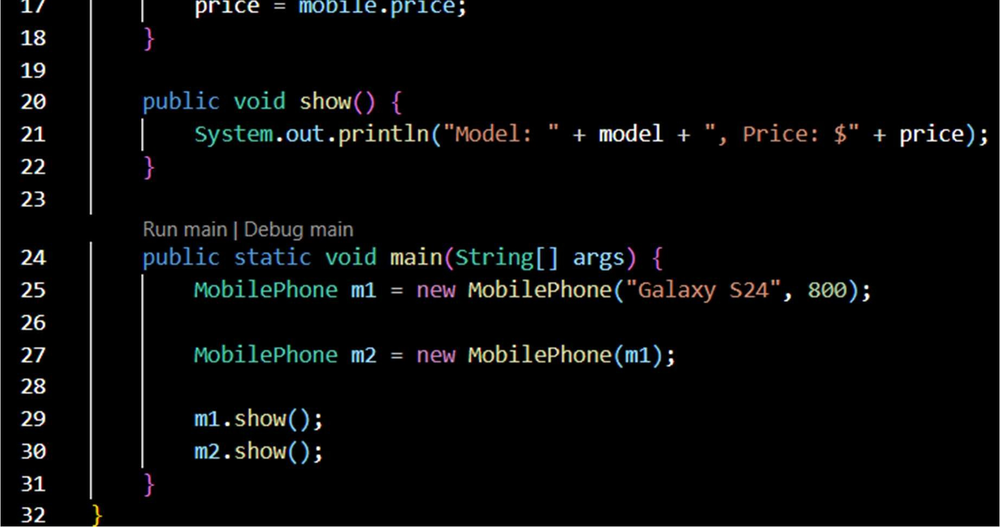 17 price = mobile.price;
18 }
19
20 public void show() {
21 System.out.println("Model: " + model + ", Price: $" + price);
22 }
23
Run main | Debug main
24 public static void main(String[] args) {
25 MobilePhone m1 = new MobilePhone("Galaxy S24", 800);
26
27 MobilePhone m2 = new MobilePhone(m1);
28
29 m1.show();
30 m2.show();
31 }
32 }